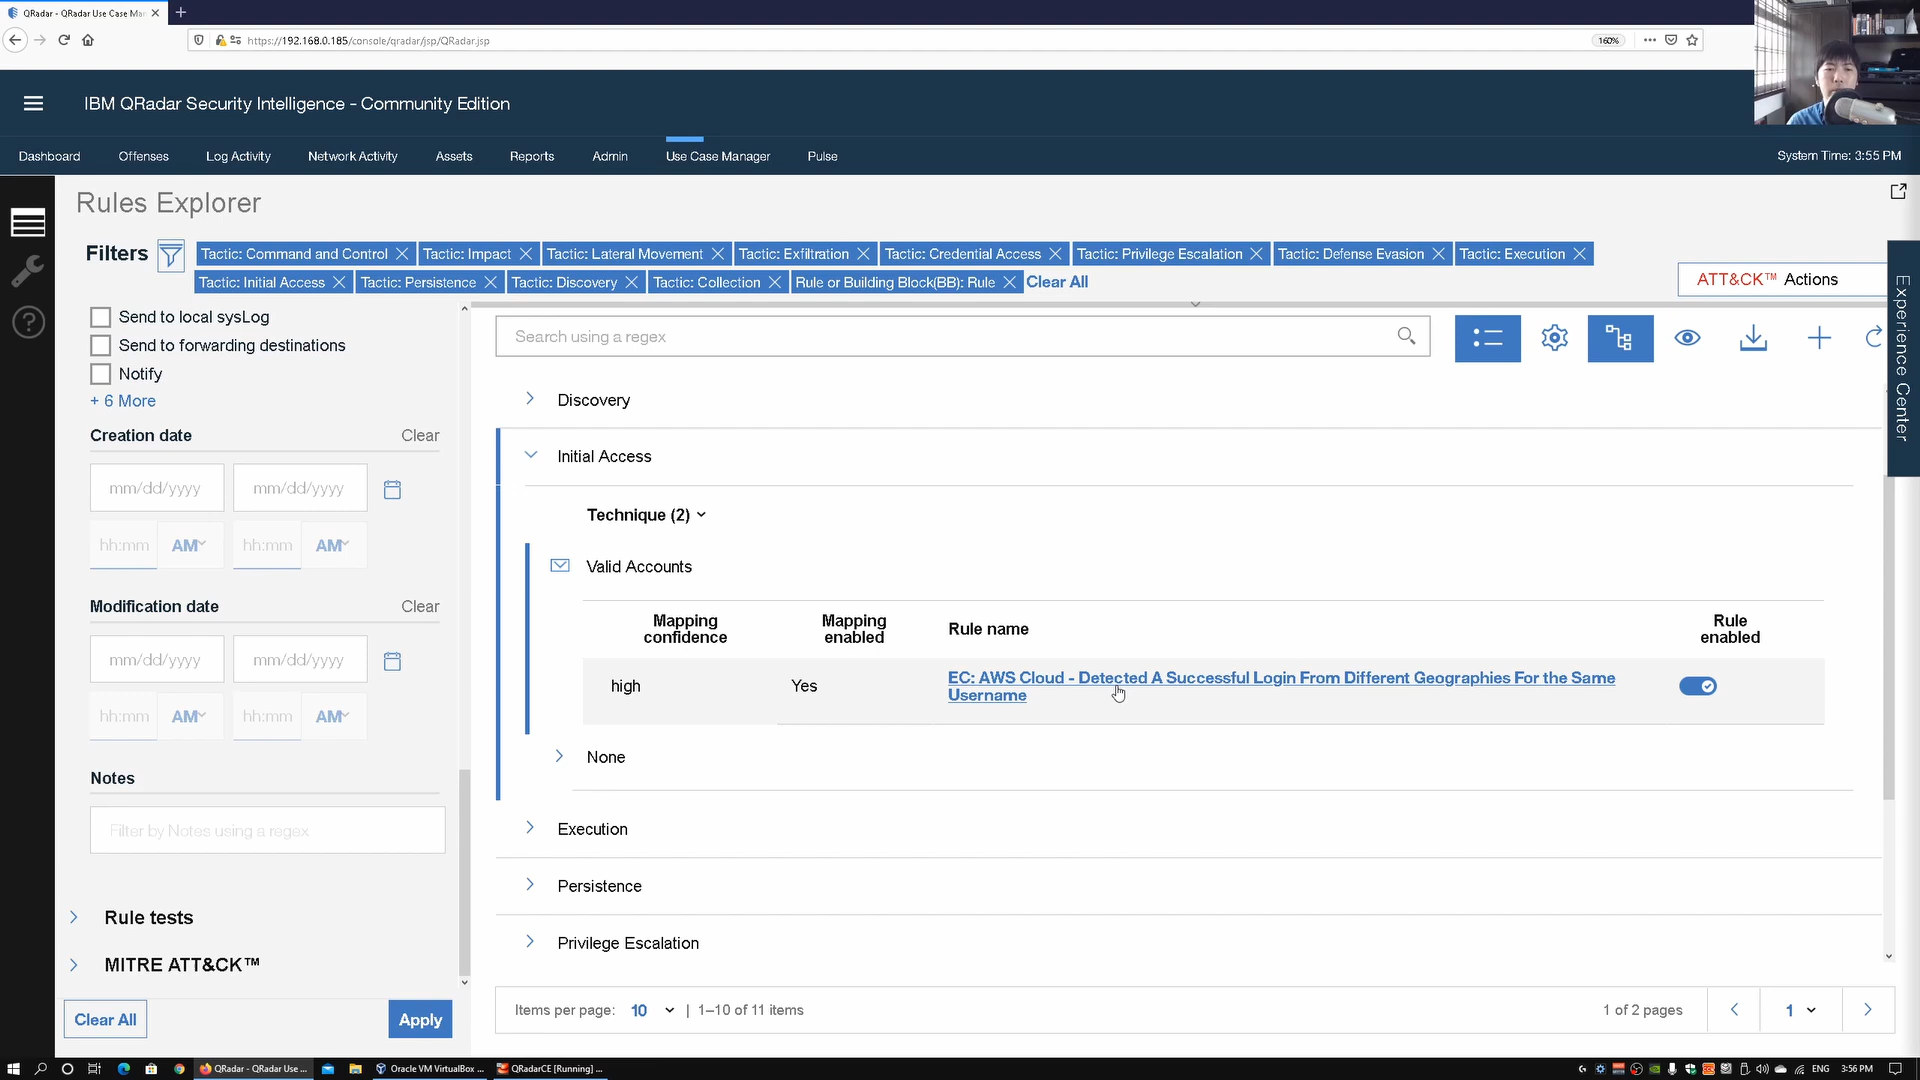 QRadar - QRadar Use Case Ma
https://192.168.0.185/console/qradar/jsp/QRadar.jsp
160%
IBM QRadar Security Intelligence - Community Edition
Dashboard Offenses Log Activity Network Activity Assets Reports Admin Use Case Manager Pulse System Time: 3:55 PM
Rules Explorer
Filters
Tactic: Command and Control Tactic: Impact Tactic: Lateral Movement Tactic: Exfiltration Tactic: Credential Access Tactic: Privilege Escalation Tactic: Defense Evasion Tactic: Execution
Tactic: Initial Access Tactic: Persistence Tactic: Discovery Tactic: Collection Rule or Building Block(BB): Rule Clear All
ATT&CK™ Actions
Experience Center
Send to local sysLog
Send to forwarding destinations
Notify
+ 6 More
Creation date Clear
mm/dd/yyyy mm/dd/yyyy
hh:mm AM hh:mm AM
Modification date Clear
mm/dd/yyyy mm/dd/yyyy
hh:mm AM hh:mm AM
Notes
Filter by Notes using a regex
Rule tests
MITRE ATT&CK™
Clear All Apply
Search using a regex
Discovery
Initial Access
Technique (2)
Valid Accounts
Mapping confidence Mapping enabled Rule name Rule enabled
high Yes EC: AWS Cloud - Detected A Successful Login From Different Geographies For the Same
Username
None
Execution
Persistence
Privilege Escalation
Items per page: 10 | 1–10 of 11 items 1 of 2 pages 1
QRadar - QRadar Use ... Oracle VM VirtualBox ... QRadarCE [Running] ... ENG 3:56 PM